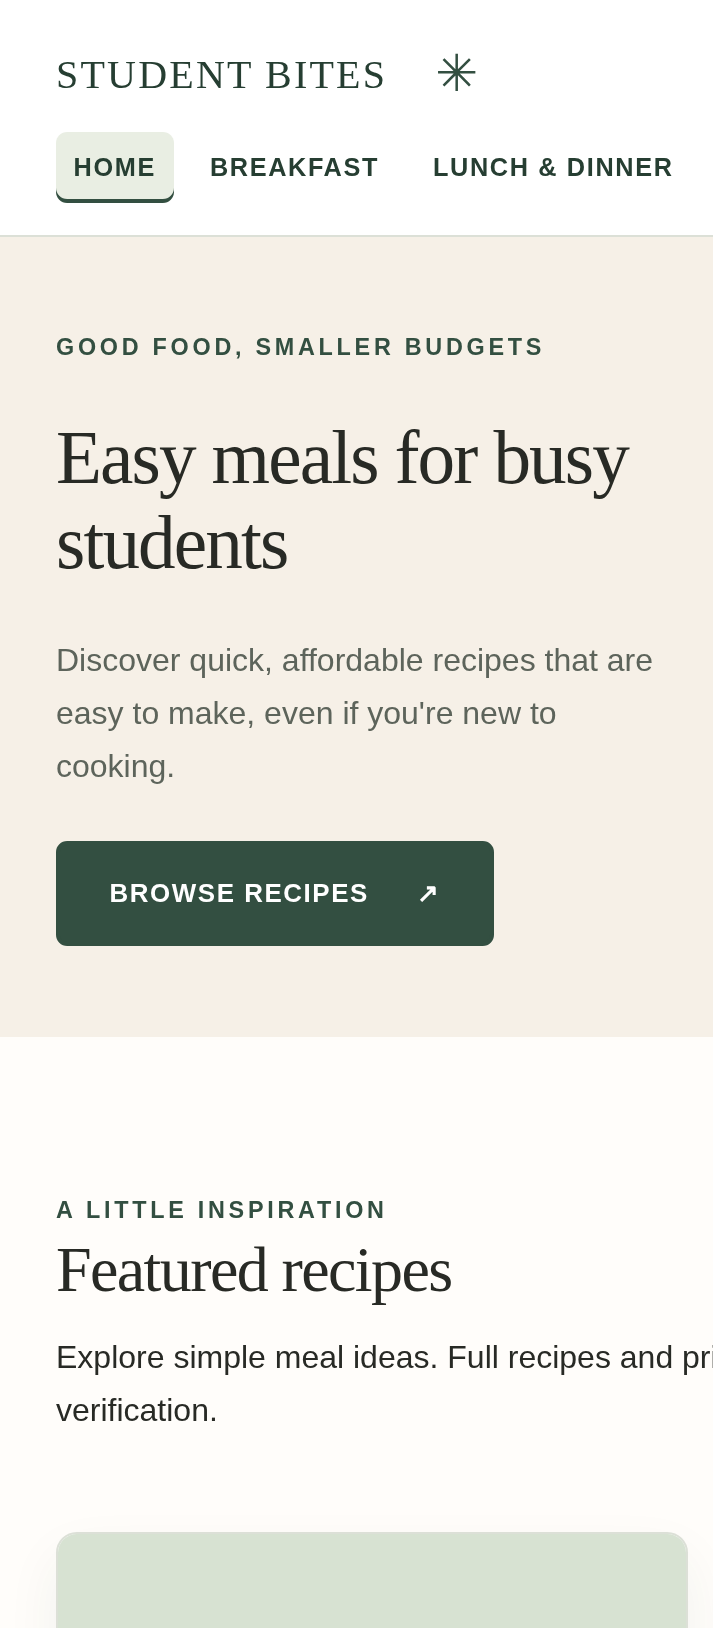 STUDENT BITES ✳
HOME BREAKFAST LUNCH & DINNER
GOOD FOOD, SMALLER BUDGETS
Easy meals for busy
students
Discover quick, affordable recipes that are
easy to make, even if you're new to
cooking.
BROWSE RECIPES ↗
A LITTLE INSPIRATION
Featured recipes
Explore simple meal ideas. Full recipes and
verification.